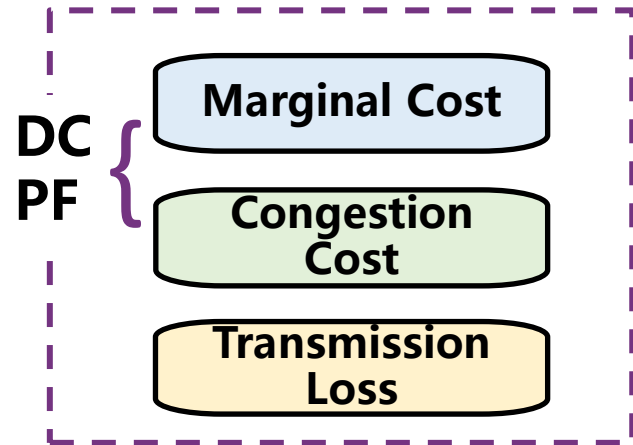 Marginal Cost
DC
PF
Congestion
Cost
Transmission
Loss